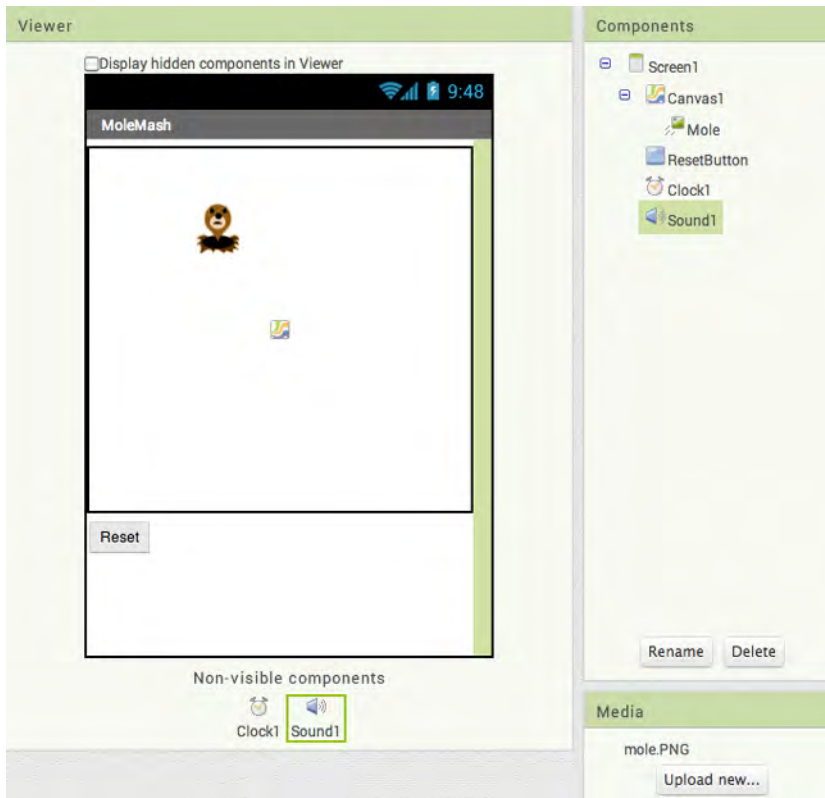 Viewer
Display hidden components in Viewer
9:48
MoleMash
Reset
Non-visible components
Clock1 Sound1
Components
Screen1
Canvas1
Mole
ResetButton
Clock1
Sound1
Rename Delete
Media
mole.PNG
Upload new...